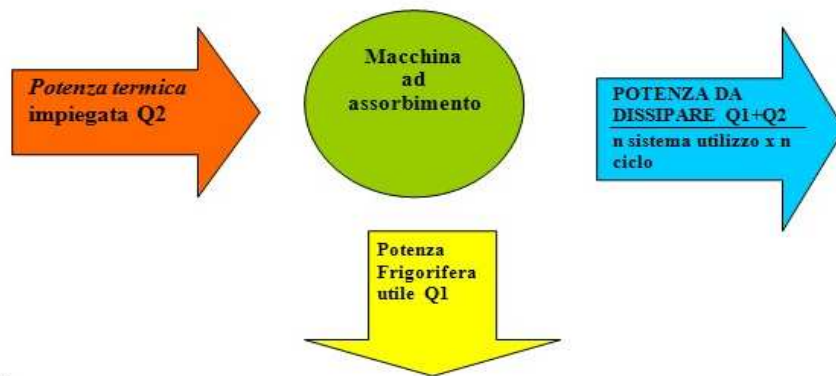 Potenza termica
impiegata Q2
Macchina
ad
assorbimento
POTENZA DA
DISSIPARE Q1+Q2
n sistema utilizzo x n
ciclo
Potenza
Frigorifera
utile Q1